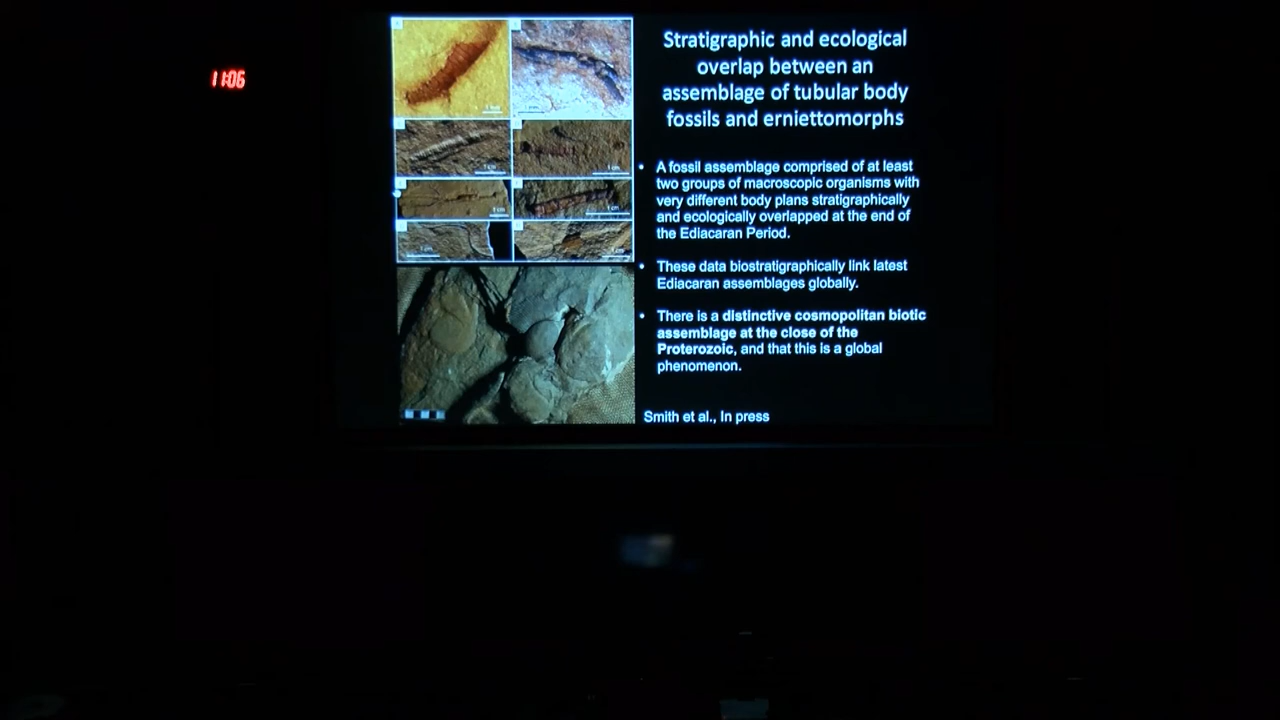 11:06
Stratigraphic and ecological
overlap between an
assemblage of tubular body
fossils and erniettomorphs
• A fossil assemblage comprised of at least
two groups of macroscopic organisms with
very different body plans stratigraphically
and ecologically overlapped at the end of
the Ediacaran Period.
• These data biostratigraphically link latest
Ediacaran assemblages globally.
• There is a distinctive cosmopolitan biotic
assemblage at the close of the
Proterozoic, and that this is a global
phenomenon.
Smith et al., In press